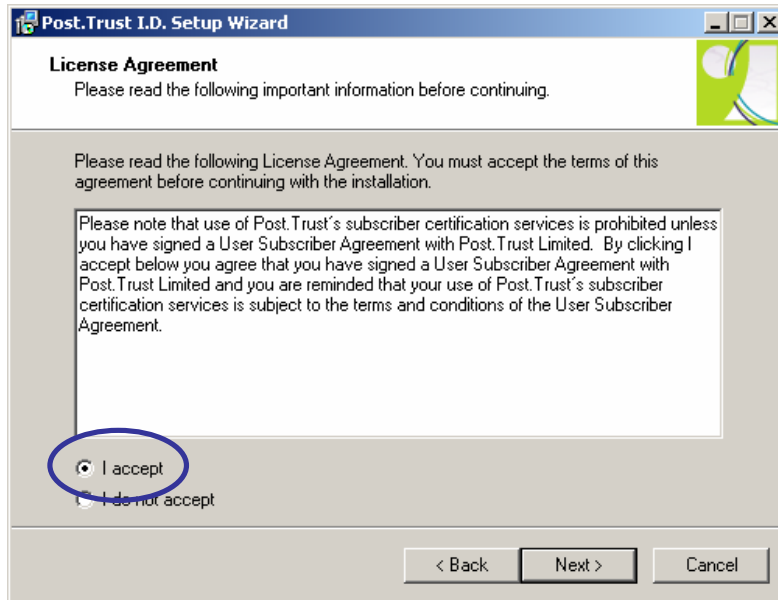 Post.Trust I.D. Setup Wizard
License Agreement
Please read the following important information before continuing.
Please read the following License Agreement. You must accept the terms of this
agreement before continuing with the installation.
Please note that use of Post.Trust´s subscriber certification services is prohibited unless
you have signed a User Subscriber Agreement with Post.Trust Limited.  By clicking I
accept below you agree that you have signed a User Subscriber Agreement with
Post.Trust Limited and you are reminded that your use of Post.Trust´s subscriber
certification services is subject to the terms and conditions of the User Subscriber
Agreement.
I accept
I do not accept
< Back Next > Cancel